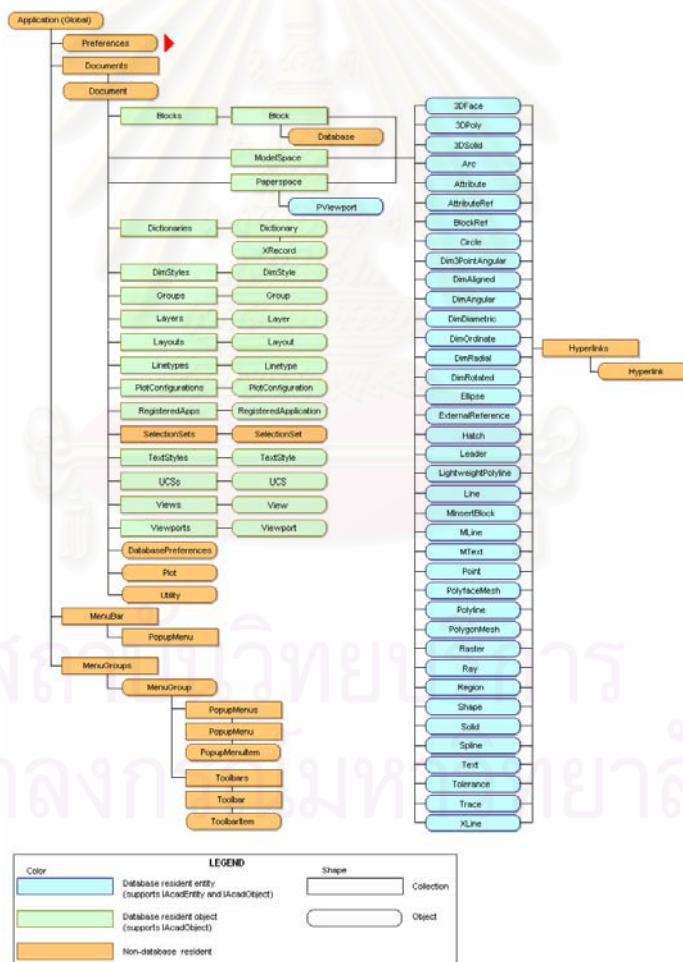 Application (Global)
Preferences
Documents
Document
Blocks
Block
Database
ModelSpace
Paperspace
PViewport
Dictionaries
Dictionary
XRecord
DimStyles
DimStyle
Groups
Group
Layers
Layer
Layouts
Layout
Linetypes
Linetype
PlotConfigurations
PlotConfiguration
RegisteredApps
RegisteredApplication
SelectionSets
SelectionSet
TextStyles
TextStyle
UCSs
UCS
Views
View
Viewports
Viewport
DatabasePreferences
Plot
Utility
MenuBar
PopupMenu
MenuGroups
MenuGroup
PopupMenus
PopupMenu
PopupMenuItem
Toolbars
Toolbar
ToolbarItem
3DFace
3DPoly
3DSolid
Arc
Attribute
AttributeRef
BlockRef
Circle
Dim3PointAngular
DimAligned
DimAngular
DimDiametric
DimOrdinate
DimRadial
DimRotated
Ellipse
ExternalReference
Hatch
Leader
LightweightPolyline
Line
MInsertBlock
MLine
MText
Point
PolyfaceMesh
Polyline
PolygonMesh
Raster
Ray
Region
Shape
Solid
Spline
Text
Tolerance
Trace
XLine
Hyperlinks
Hyperlink
LEGEND
Color
Shape
Database resident entity
(supports IAcadEntity and IAcadObject)
Collection
Database resident object
(supports IAcadObject)
Object
Non-database resident